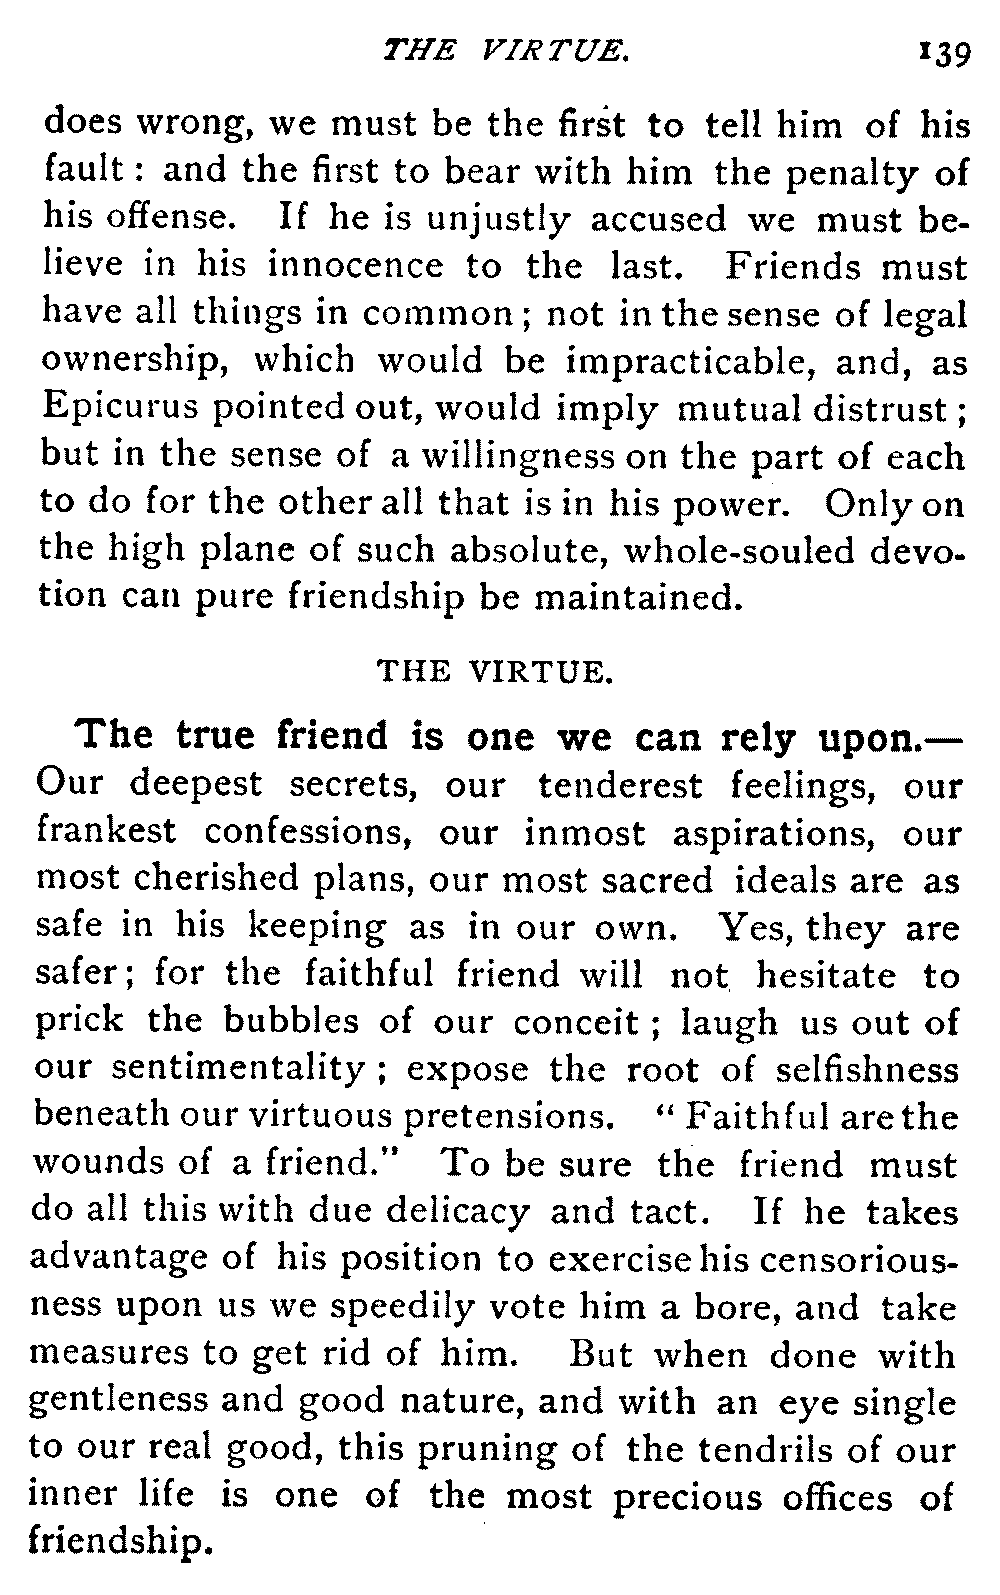 THE VIRTUE. 139
does wrong, we must be the first to tell him of his
fault : and the first to bear with him the penalty of
his offense. If he is unjustly accused we must be-
lieve in his innocence to the last. Friends must
have all things in common ; not in the sense of legal
ownership, which would be impracticable, and, as
Epicurus pointed out, would imply mutual distrust ;
but in the sense of a willingness on the part of each
to do for the other all that is in his power. Only on
the high plane of such absolute, whole-souled devo-
tion can pure friendship be maintained.
THE VIRTUE.
The true friend is one we can rely upon.—
Our deepest secrets, our tenderest feelings, our
frankest confessions, our inmost aspirations, our
most cherished plans, our most sacred ideals are as
safe in his keeping as in our own. Yes, they are
safer ; for the faithful friend will not hesitate to
prick the bubbles of our conceit ; laugh us out of
our sentimentality ; expose the root of selfishness
beneath our virtuous pretensions. “ Faithful are the
wounds of a friend.” To be sure the friend must
do all this with due delicacy and tact. If he takes
advantage of his position to exercise his censorious-
ness upon us we speedily vote him a bore, and take
measures to get rid of him. But when done with
gentleness and good nature, and with an eye single
to our real good, this pruning of the tendrils of our
inner life is one of the most precious offices of
friendship.